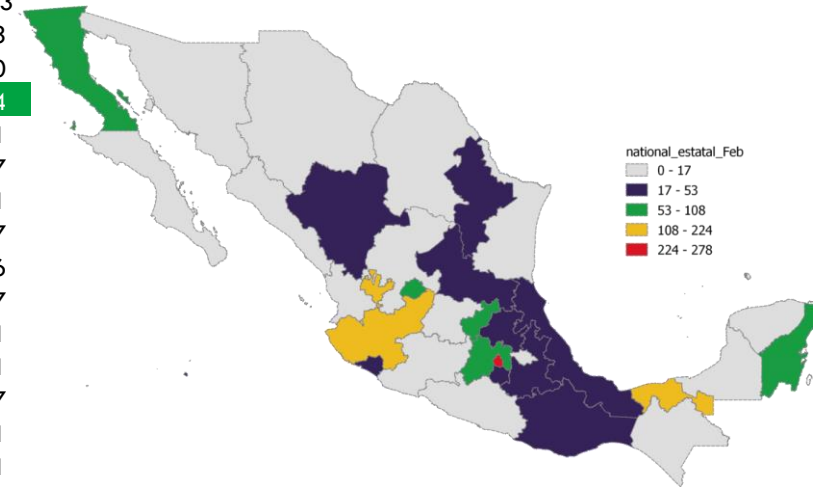 national_estatal_Feb
0 - 17
17 - 53
53 - 108
108 - 224
224 - 278